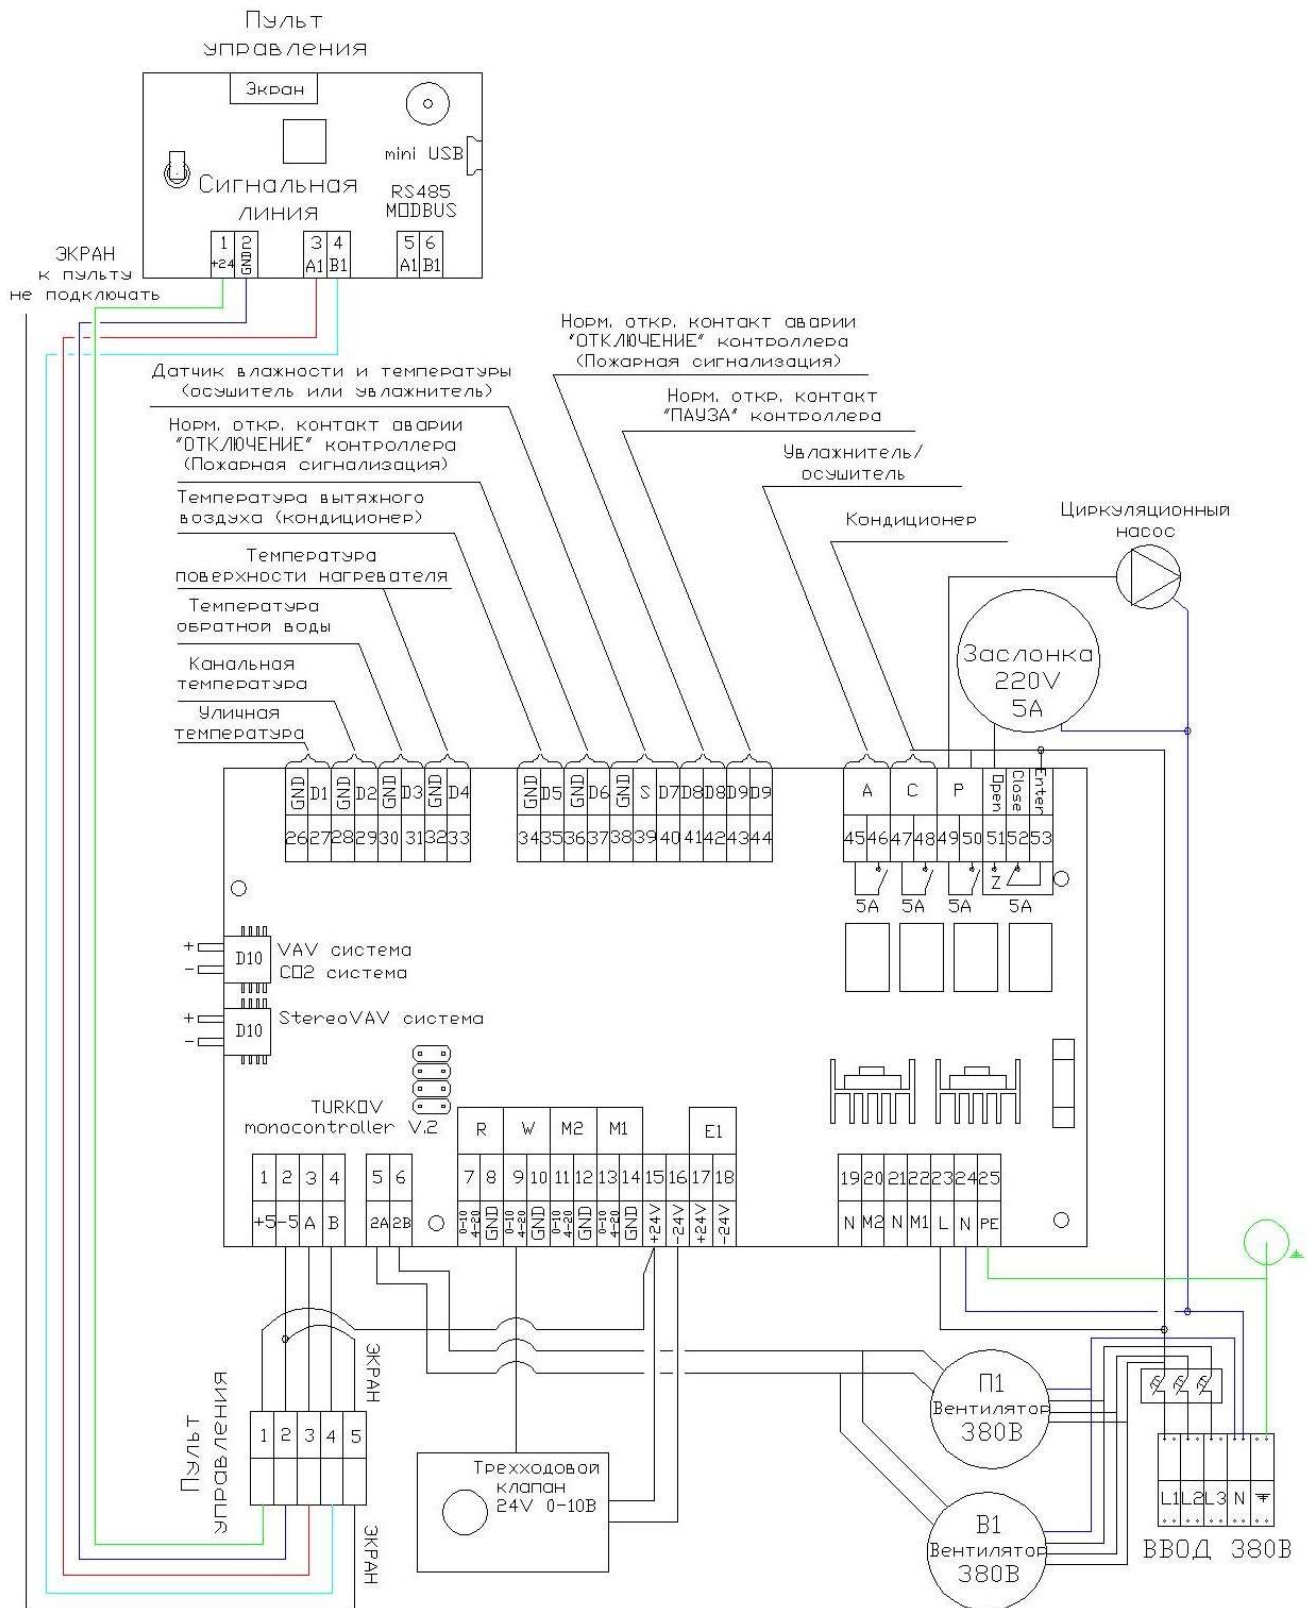 Пульт
управления
Экран
mini USB
Сигнальная
линия
RS485
MODBUS
1 2 3 4 5 6
+24 GND A1 B1 A1 B1
ЭКРАН
к пульту
не подключать
Норм. откр. контакт аварии
"ОТКЛЮЧЕНИЕ" контроллера
(Пожарная сигнализация)
Датчик влажности и температуры
(осушитель или увлажнитель)
Норм. откр. контакт
"ПАУЗА" контроллера
Норм. откр. контакт аварии
"ОТКЛЮЧЕНИЕ" контроллера
(Пожарная сигнализация)
Увлажнитель/
осушитель
Температура вытяжного
воздуха (кондиционер)
Кондиционер
Циркуляционный
насос
Температура
поверхности нагревателя
Температура
обратной воды
Канальная
температура
Уличная
температура
Заслонка
220V
5A
GND D1 GND D2 GND D3 GND D4 GND D5 GND D6 GND S D7 D8 D8 D9 D9 A C P Open Close Enter
26 27 28 29 30 31 32 33 34 35 36 37 38 39 40 41 42 43 44 45 46 47 48 49 50 51 52 53
Z
5A 5A 5A 5A
+
-
D10
VAV система
CO2 система
+
-
D10
StereoVAV система
TURKOV
monocontroller V.2
R W M2 M1 E1
1 2 3 4 5 6 7 8 9 10 11 12 13 14 15 16 17 18 19 20 21 22 23 24 25
+5 -5 A B 2A 2B 0-10 4-20 GND 0-10 4-20 GND 0-10 4-20 GND 0-10 4-20 GND +24V -24V +24V -24V N M2 N M1 L N PE
ЭКРАН
Пульт
управления
1 2 3 4 5
ЭКРАН
Трехходовой
клапан
24V 0-10В
П1
Вентилятор
380В
В1
Вентилятор
380В
L1 L2 L3 N
ВВОД 380В